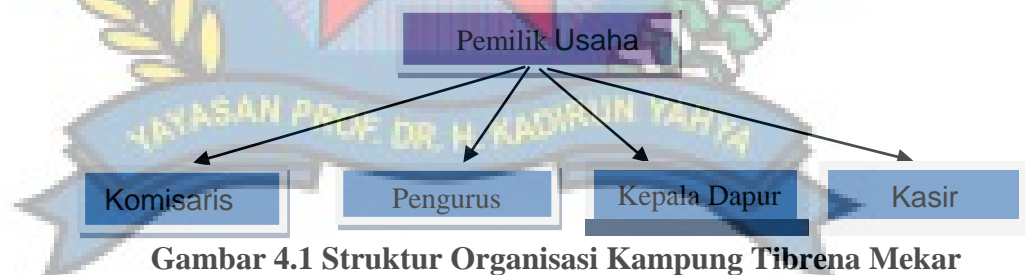 Pemilik Usaha
YAYASAN PROF. DR. H. KADIRUN YAHYA
Komisaris Pengurus Kepala Dapur Kasir
Gambar 4.1 Struktur Organisasi Kampung Tibrena Mekar